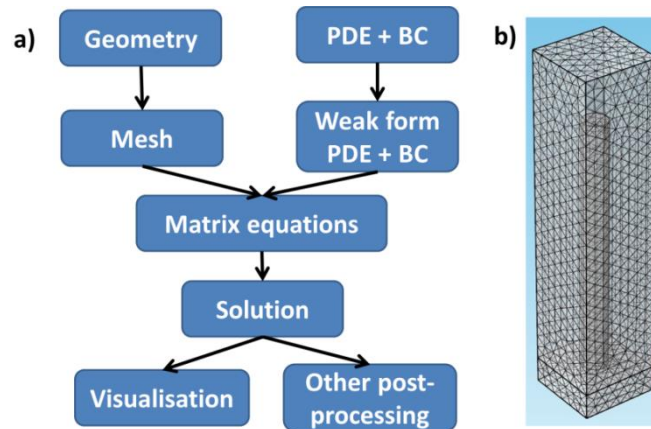 a)
Geometry
PDE + BC
b)
Mesh
Weak form
PDE + BC
Matrix equations
Solution
Visualisation
Other post-
processing